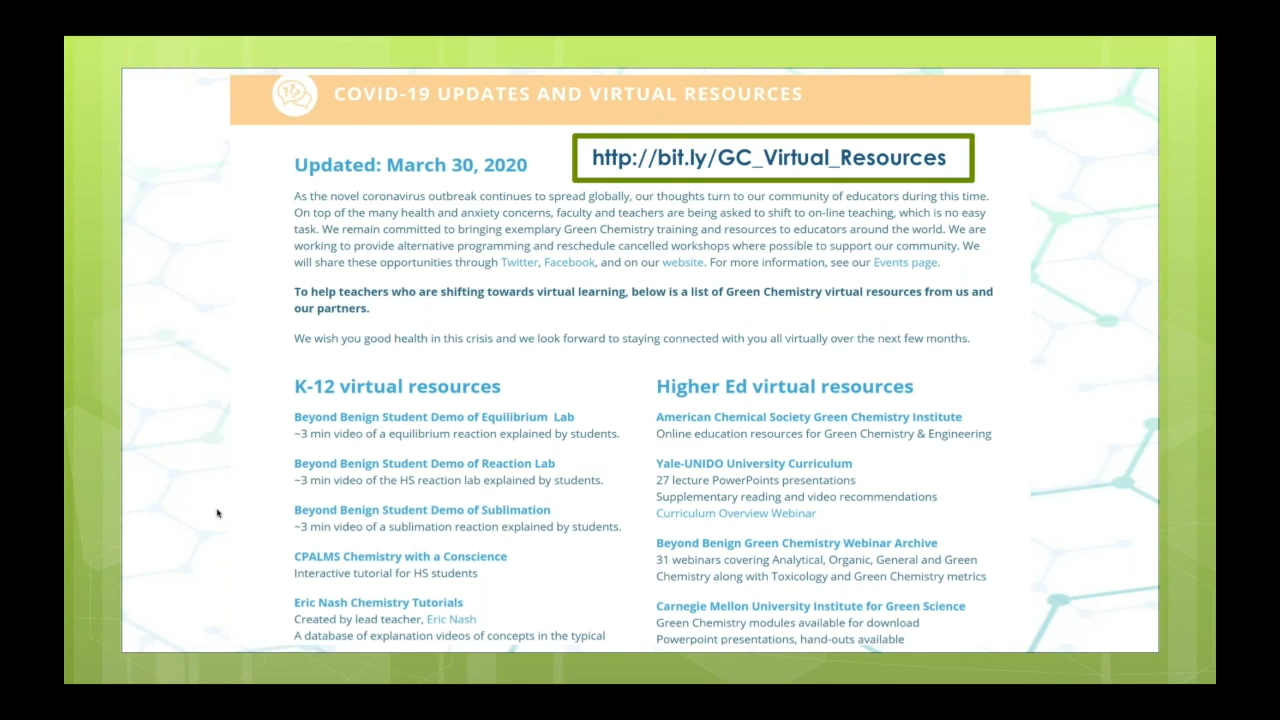 COVID-19 UPDATES AND VIRTUAL RESOURCES
Updated: March 30, 2020
http://bit.ly/GC_Virtual_Resources
As the novel coronavirus outbreak continues to spread globally, our thoughts turn to our community of educators during this time.
On top of the many health and anxiety concerns, faculty and teachers are being asked to shift to on-line teaching, which is no easy
task. We remain committed to bringing exemplary Green Chemistry training and resources to educators around the world. We are
working to provide alternative programming and reschedule cancelled workshops where possible to support our community. We
will share these opportunities through Twitter, Facebook, and on our website. For more information, see our Events page.
To help teachers who are shifting towards virtual learning, below is a list of Green Chemistry virtual resources from us and
our partners.
We wish you good health in this crisis and we look forward to staying connected with you all virtually over the next few months.
K-12 virtual resources
Beyond Benign Student Demo of Equilibrium Lab
~3 min video of a equilibrium reaction explained by students.
Beyond Benign Student Demo of Reaction Lab
~3 min video of the HS reaction lab explained by students.
Beyond Benign Student Demo of Sublimation
~3 min video of a sublimation reaction explained by students.
CPALMS Chemistry with a Conscience
Interactive tutorial for HS students
Eric Nash Chemistry Tutorials
Created by lead teacher, Eric Nash
A database of explanation videos of concepts in the typical
Higher Ed virtual resources
American Chemical Society Green Chemistry Institute
Online education resources for Green Chemistry & Engineering
Yale-UNIDO University Curriculum
27 lecture PowerPoints presentations
Supplementary reading and video recommendations
Curriculum Overview Webinar
Beyond Benign Green Chemistry Webinar Archive
31 webinars covering Analytical, Organic, General and Green
Chemistry along with Toxicology and Green Chemistry metrics
Carnegie Mellon University Institute for Green Science
Green Chemistry modules available for download
Powerpoint presentations, hand-outs available